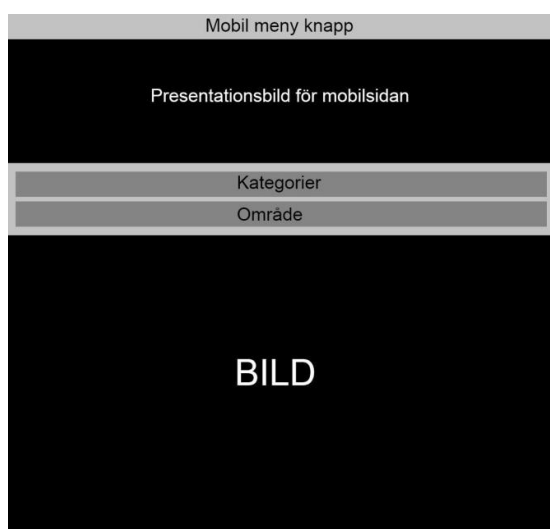 Mobil meny knapp
Presentationsbild för mobilsidan
Kategorier
Område
BILD